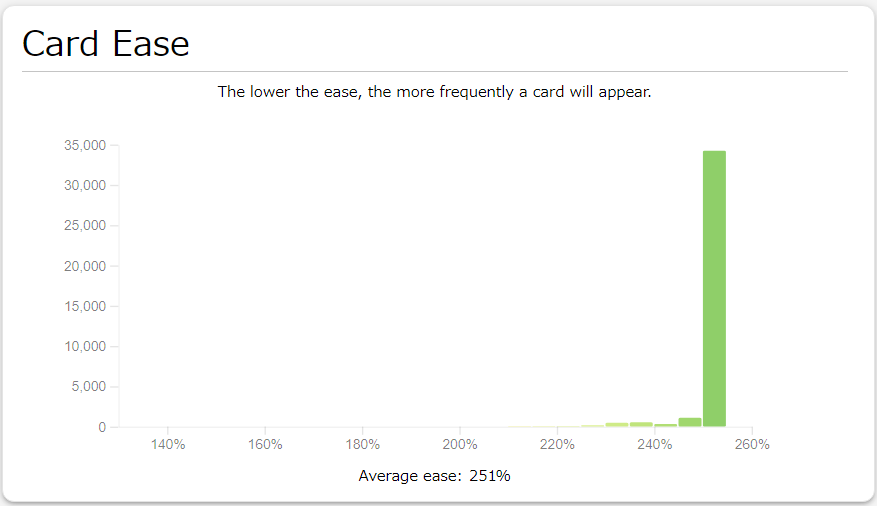 Card Ease
The lower the ease, the more frequently a card will appear.
35,000
30,000
25,000
20,000
15,000
10,000
5,000
0
140% 160% 180% 200% 220% 240% 260%
Average ease: 251%